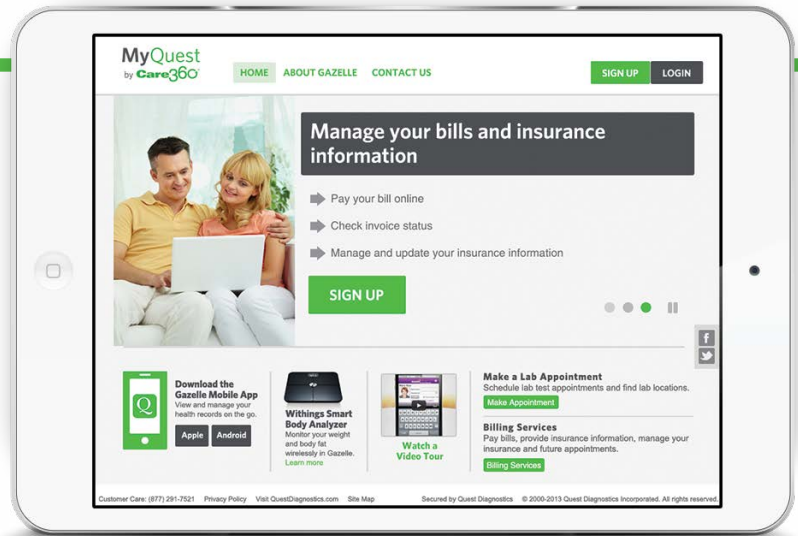 MyQuest
by Care360
HOME
ABOUT GAZELLE
CONTACT US
SIGN UP
LOGIN
Manage your bills and insurance
information
Pay your bill online
Check invoice status
Manage and update your insurance information
SIGN UP
f
Download the
Gazelle Mobile App
View and manage your
health records on the go.
Apple
Android
Q
Withings Smart
Body Analyzer
Monitor your weight
and body fat
wirelessly in Gazelle.
Learn more
Watch a
Video Tour
Make a Lab Appointment
Schedule lab test appointments and find lab locations.
Make Appointment
Billing Services
Pay bills, provide insurance information, manage your
insurance and future appointments.
Billing Services
Customer Care: (877) 291-7521
Privacy Policy
Visit QuestDiagnostics.com
Site Map
Secured by Quest Diagnostics
© 2000-2013 Quest Diagnostics Incorporated. All rights reserved.